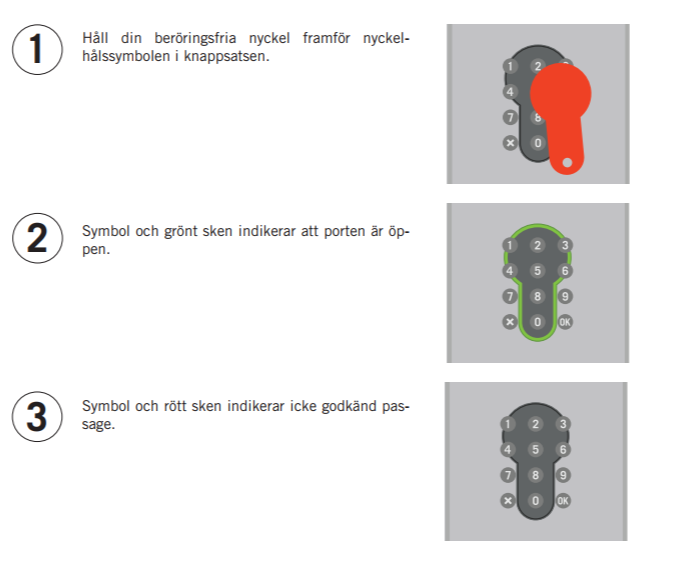 1
Håll din beröringsfria nyckel framför nyckel-
hålssymbolen i knappsatsen.
1 2
4
7 8
× 0
2
Symbol och grönt sken indikerar att porten är öp-
pen.
1 2 3
4 5 6
7 8 9
× 0 OK
3
Symbol och rött sken indikerar icke godkänd pas-
sage.
1 2 3
4 5 6
7 8 9
× 0 OK